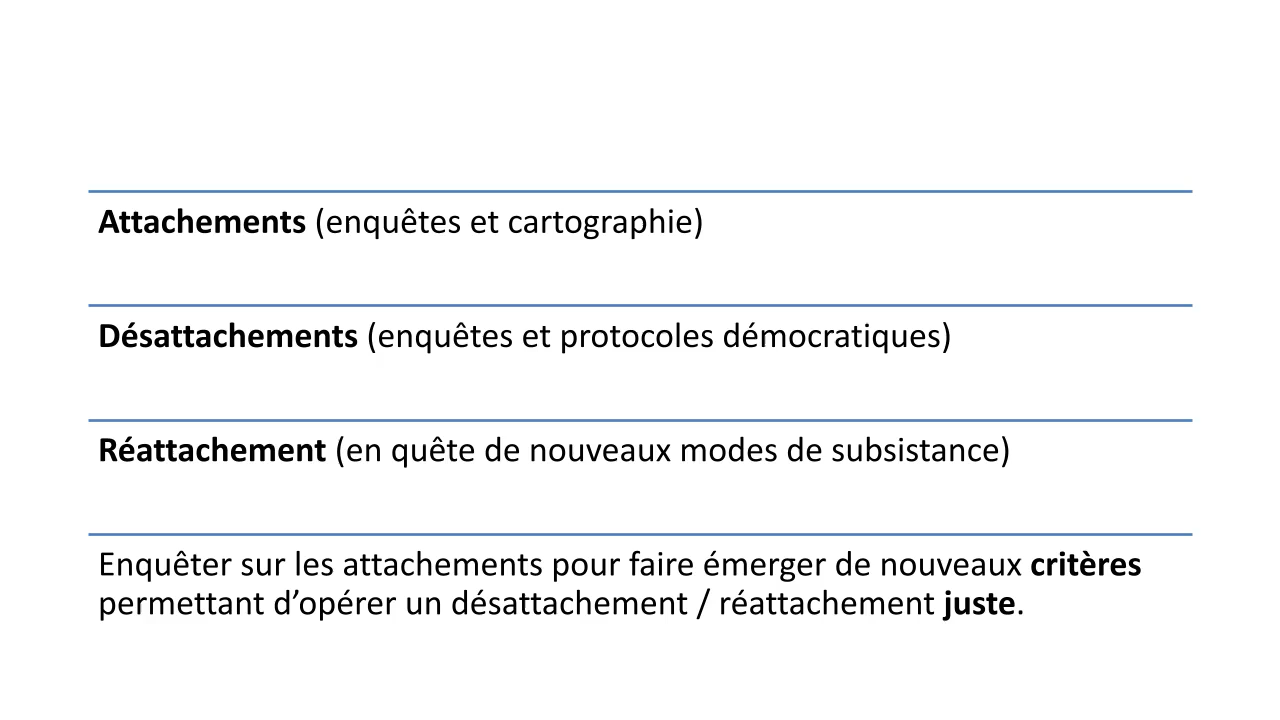 Attachements (enquêtes et cartographie)
Désattachements (enquêtes et protocoles démocratiques)
Réattachement (en quête de nouveaux modes de subsistance)
Enquêter sur les attachements pour faire émerger de nouveaux critères
permettant d’opérer un désattachement / réattachement juste.